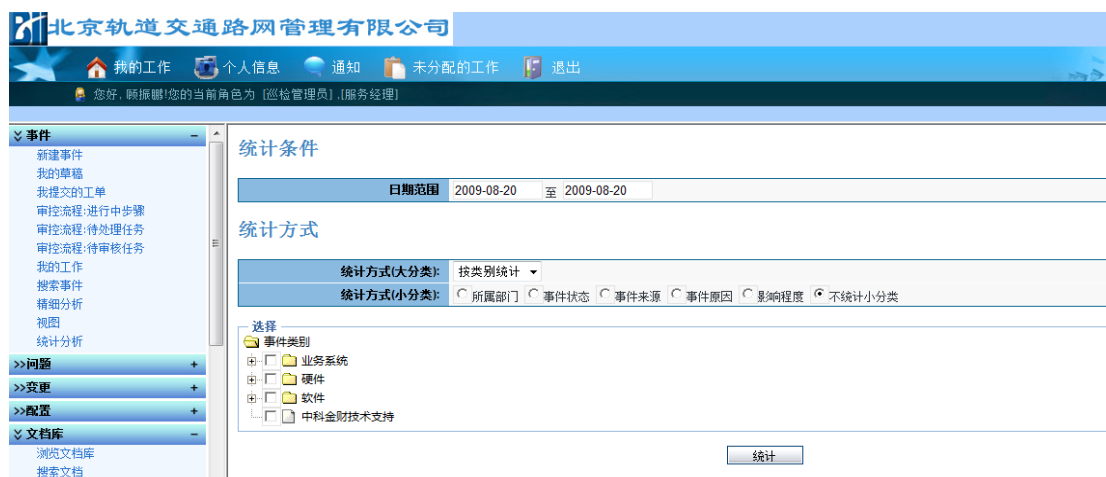 北京轨道交通路网管理有限公司
我的工作 个人信息 通知 未分配的工作 退出
您好,顾振鹏!您的当前角色为 [巡检管理员] .[服务经理]
事件 −
新建事件
我的草稿
我提交的工单
审控流程:进行中步骤
审控流程:待处理任务
审控流程:待审核任务
我的工作
搜索事件
精细分析
视图
统计分析
>>问题 +
>>变更 +
>>配置 +
文档库 −
浏览文档库
搜索文档
统计条件
日期范围 2009-08-20 至 2009-08-20
统计方式
统计方式(大分类): 按类别统计
统计方式(小分类): 所属部门 事件状态 事件来源 事件原因 影响程度 不统计小分类
选择
事件类别
业务系统
硬件
软件
中科金财技术支持
统计